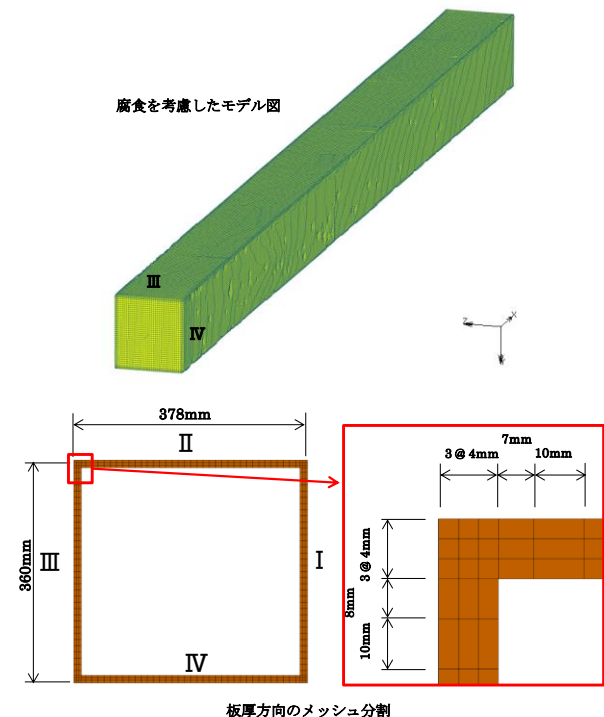 腐食を考慮したモデル図
Ⅲ
Ⅳ
Z
X
378mm
Ⅱ
360mm
Ⅲ
Ⅰ
Ⅳ
7mm
3@4mm
10mm
3@4mm
8mm
10mm
板厚方向のメッシュ分割